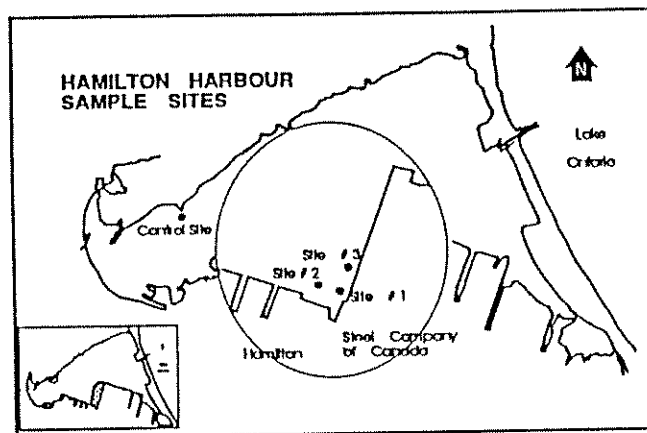 HAMILTON HARBOUR
SAMPLE SITES
N
Lake
Ontario
Control Site
Site # 3
Site # 2
Site # 1
Hamilton
Steel Company
of Canada